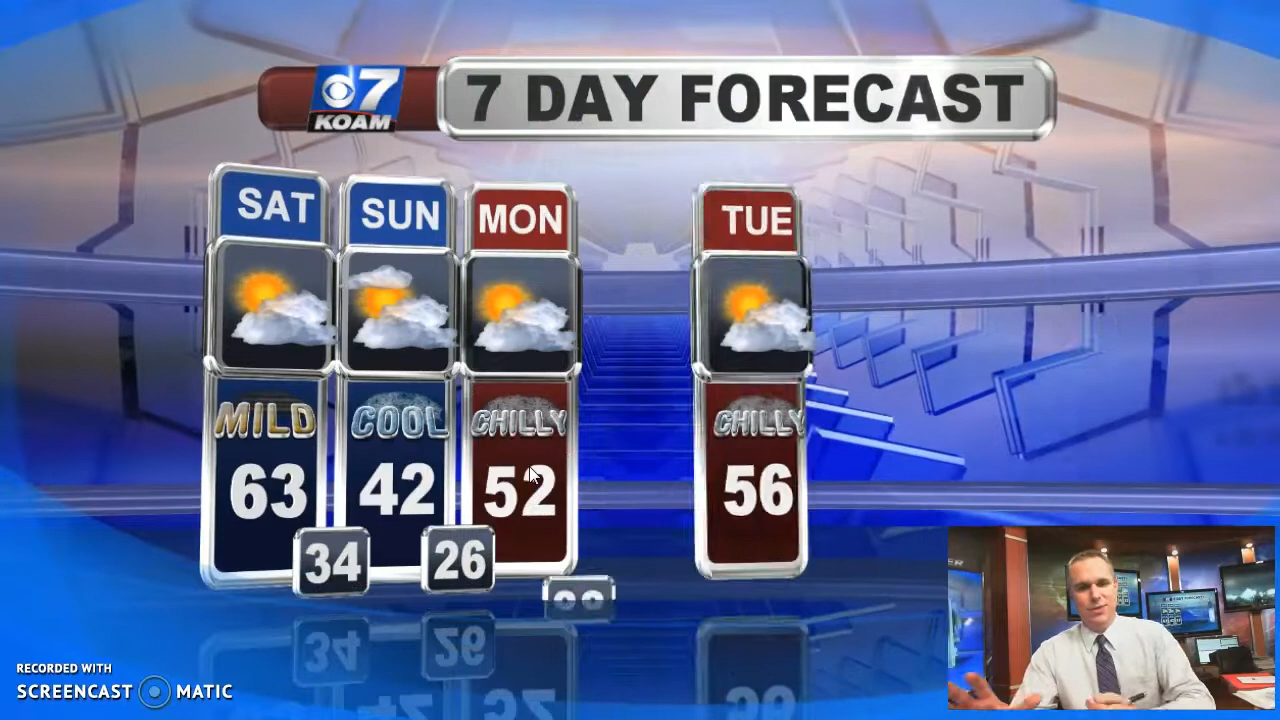 7
KOAM
7 DAY FORECAST
SAT
SUN
MON
TUE
MILD
COOL
CHILLY
CHILLY
63
42
52
56
34
26
RECORDED WITH
SCREENCAST MATIC